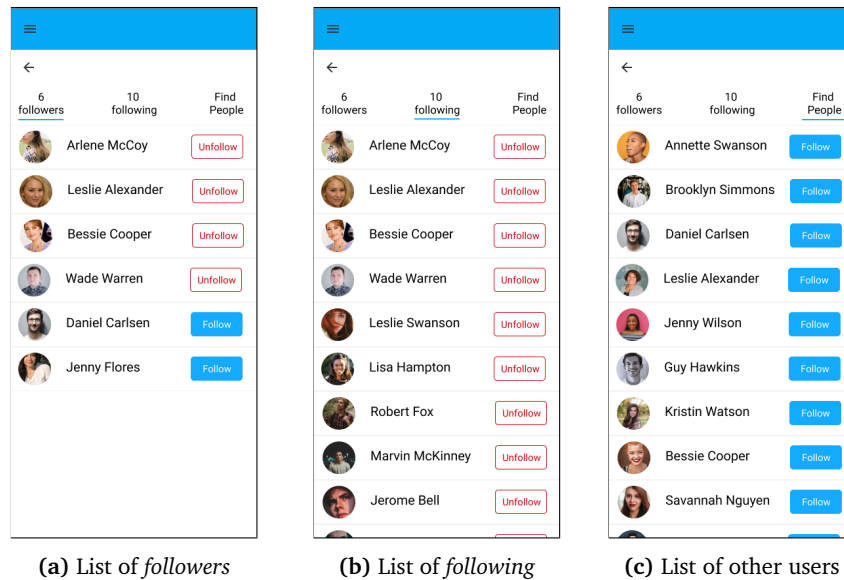 6 followers
10 following
Find People
Arlene McCoy Unfollow
Leslie Alexander Unfollow
Bessie Cooper Unfollow
Wade Warren Unfollow
Daniel Carlsen Follow
Jenny Flores Follow
(a) List of followers
6 followers
10 following
Find People
Arlene McCoy Unfollow
Leslie Alexander Unfollow
Bessie Cooper Unfollow
Wade Warren Unfollow
Leslie Swanson Unfollow
Lisa Hampton Unfollow
Robert Fox Unfollow
Marvin McKinney Unfollow
Jerome Bell Unfollow
(b) List of following
6 followers
10 following
Find People
Annette Swanson Follow
Brooklyn Simmons Follow
Daniel Carlsen Follow
Leslie Alexander Follow
Jenny Wilson Follow
Guy Hawkins Follow
Kristin Watson Follow
Bessie Cooper Follow
Savannah Nguyen Follow
(c) List of other users